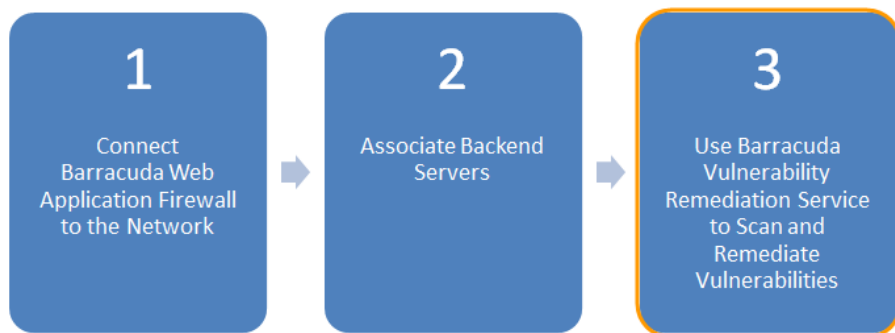 1
Connect
Barracuda Web
Application Firewall
to the Network
2
Associate Backend
Servers
3
Use Barracuda
Vulnerability
Remediation Service
to Scan and
Remediate
Vulnerabilities